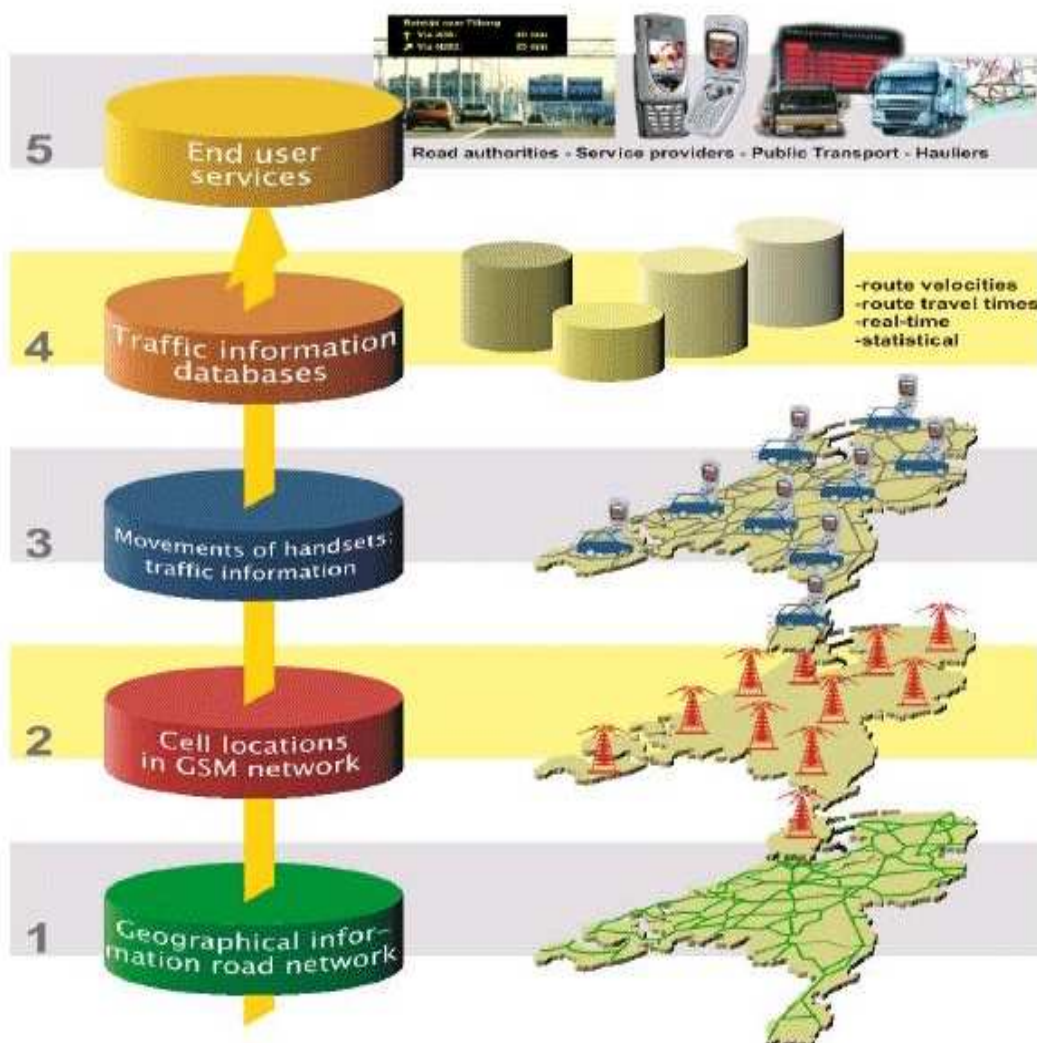 Via
5
End user
services
Road authorities - Service providers - Public Transport - Hauliers
4
Traffic information
databases
-route velocities
-route travel times
-real-time
-statistical
3
Movements of handsets:
traffic information
2
Cell locations
in GSM network
1
Geographical infor-
mation road network